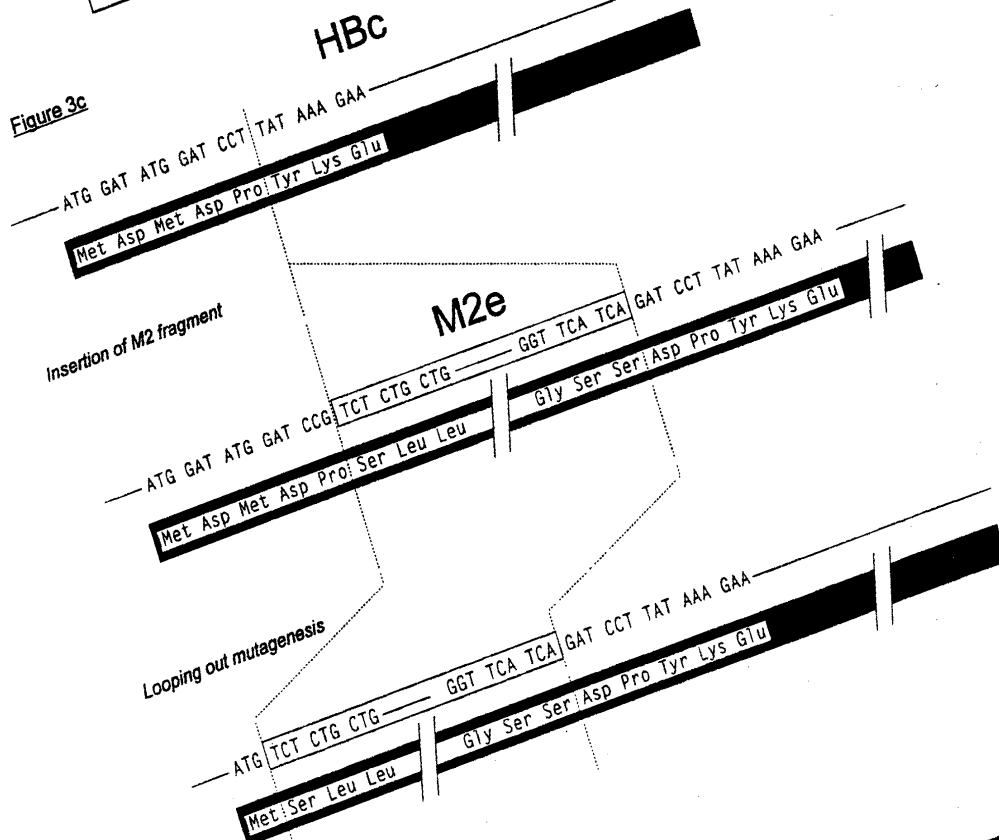 HBc
Figure 3c
ATG GAT ATG GAT CCT TAT AAA GAA
Met Asp Met Asp Pro Tyr Lys Glu
Insertion of M2 fragment
M2e
ATG GAT ATG GAT CCG TCT CTG CTG GGT TCA TCA GAT CCT TAT AAA GAA
Met Asp Met Asp Pro Ser Leu Leu Gly Ser Ser Asp Pro Tyr Lys Glu
Looping out mutagenesis
ATG TCT CTG CTG GGT TCA TCA GAT CCT TAT AAA GAA
Met Ser Leu Leu Gly Ser Ser Asp Pro Tyr Lys Glu